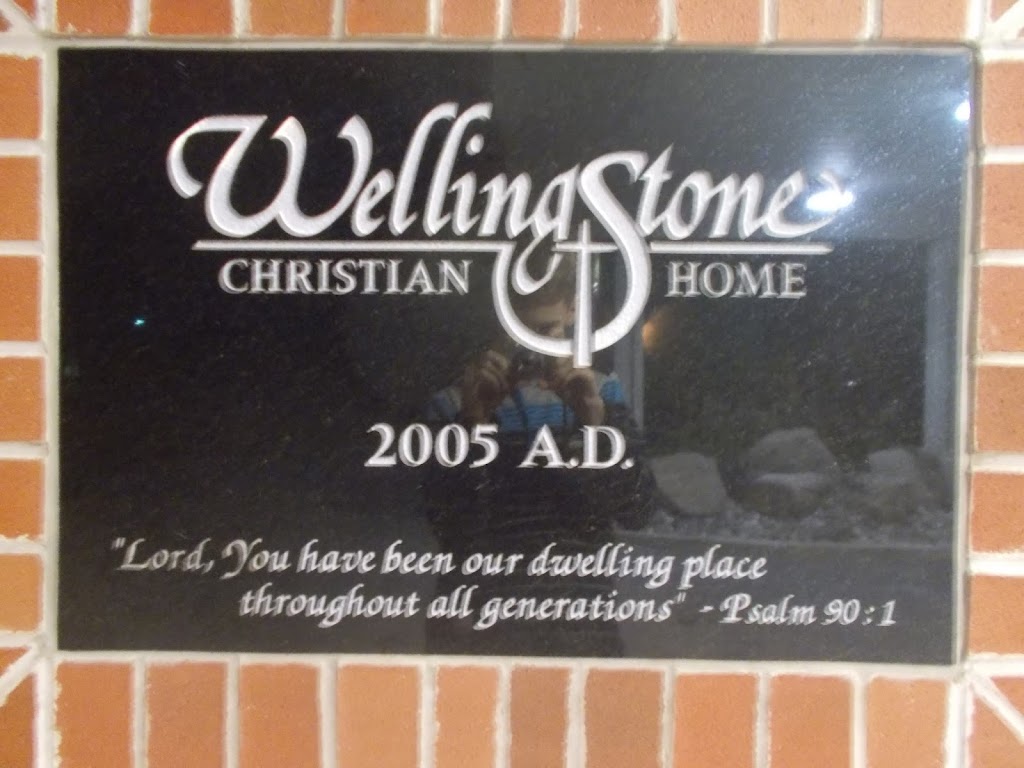 WellingStone
CHRISTIAN HOME
2005 A.D.
"Lord, You have been our dwelling place
throughout all generations" - Psalm 90:1